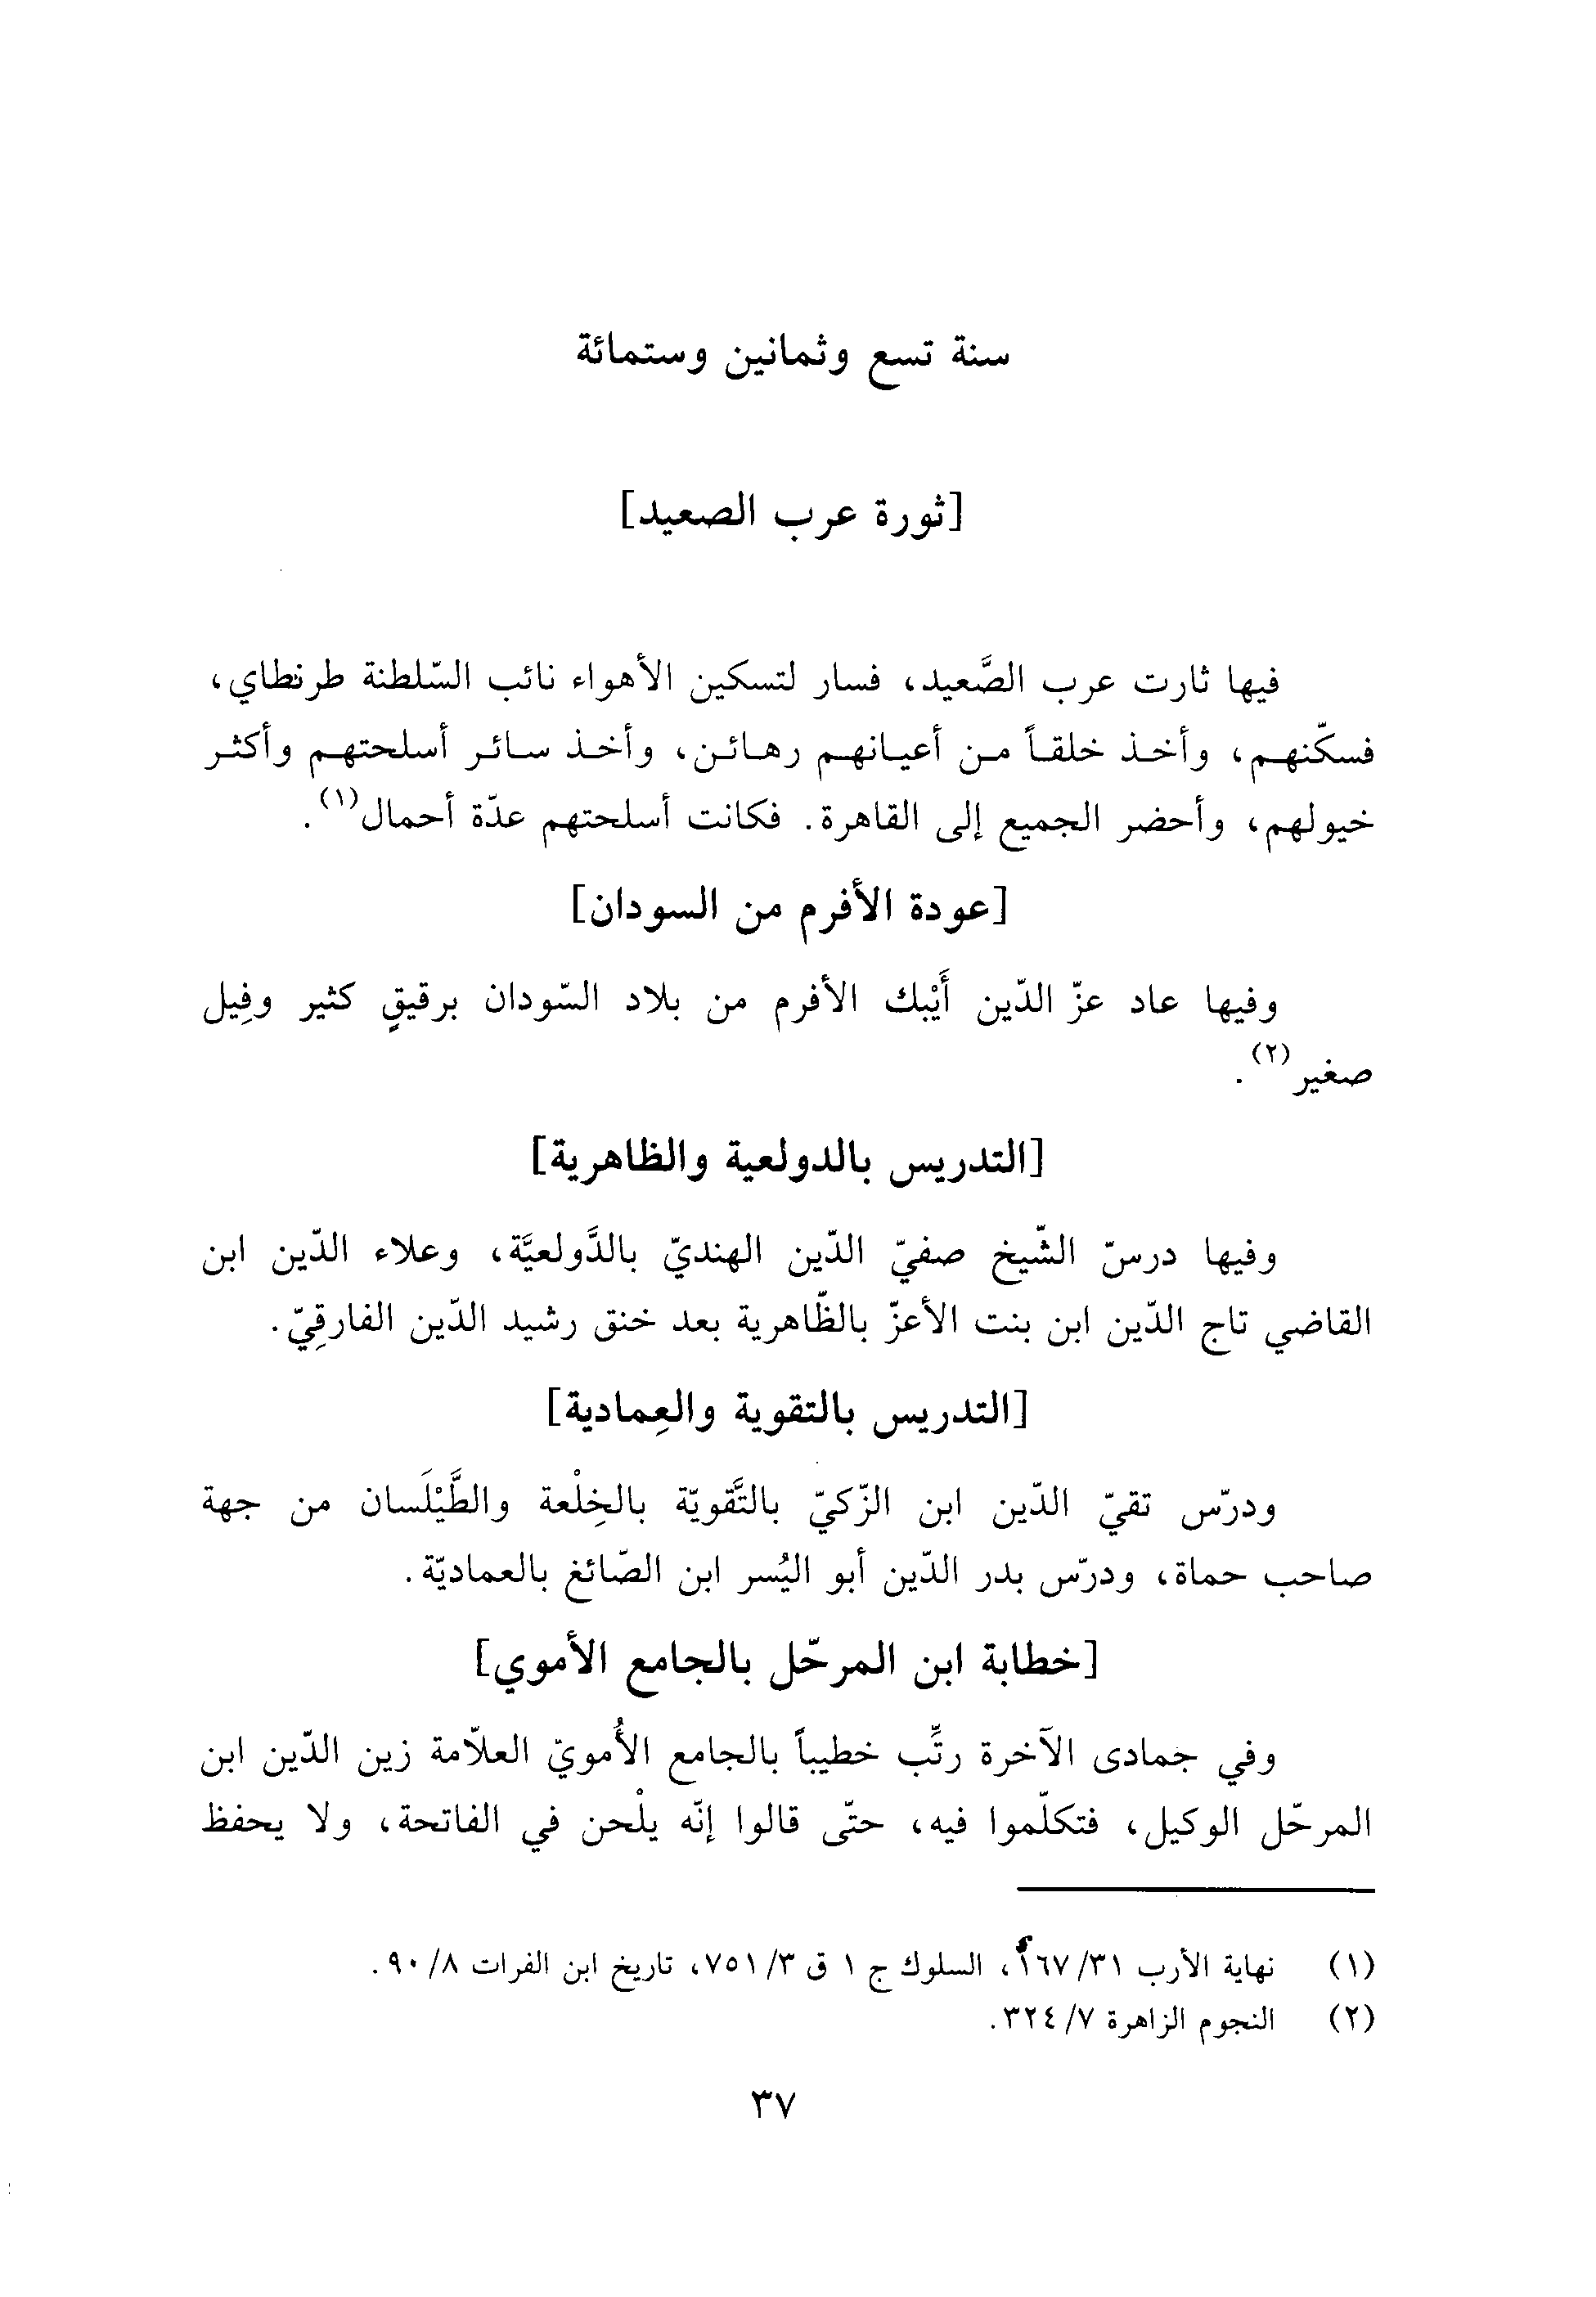 سنة تسع وثمانين وستمائة
[ثورة عرب الصعيد]
فيها ثارت عرب الصَّعيد، فسار لتسكين الأهواء نائب السّلطنة طرنطاي،
فسكّنهم، وأخذ خلقاً من أعيانهم رهائن، وأخذ سائر أسلحتهم وأكثر
خيولهم، وأحضر الجميع إلى القاهرة. فكانت أسلحتهم عدّة أحمال(١).
[عودة الأفرم من السودان]
وفيها عاد عزّ الدّين أَيْبك الأفرم من بلاد السّودان برقيقٍ كثير وفِيل
صغير(٢).
[التدريس بالدولعية والظاهرية]
وفيها درسّ الشّيخ صفيّ الدّين الهنديّ بالدَّولعيَّة، وعلاء الدّين ابن
القاضي تاج الدّين ابن بنت الأعزّ بالظّاهرية بعد خنق رشيد الدّين الفارقِيّ.
[التدريس بالتقوية والعِمادية]
ودرّس تقيّ الدّين ابن الزّكيّ بالتَّقويّة بالخِلْعة والطَّيْلَسان من جهة
صاحب حماة، ودرّس بدر الدّين أبو اليُسر ابن الصّائغ بالعماديّة.
[خطابة ابن المرحّل بالجامع الأموي]
وفي جمادى الآخرة رتِّب خطيباً بالجامع الأُمويّ العلاّمة زين الدّين ابن
المرحّل الوكيل، فتكلّموا فيه، حتّى قالوا إنّه يلْحن في الفاتحة، ولا يحفظ
(١) نهاية الأرب ٣١/ ١٦٧، السلوك ج ١ ق ٣/ ٧٥١، تاريخ ابن الفرات ٨/ ٩٠.
(٢) النجوم الزاهرة ٧/ ٣٢٤.
٣٧